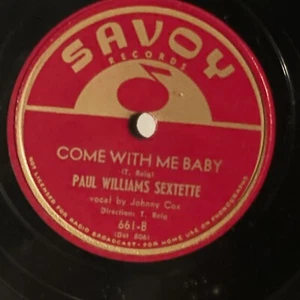 SAVOY
RECORDS
COME WITH ME BABY
(T. Reig)
PAUL WILLIAMS SEXTETTE
vocal by Johnny Cox
Direction: T. Reig
661-B
NOT LICENSED FOR RADIO BROADCAST • FOR HOME USE ON PHONOGRAPHS